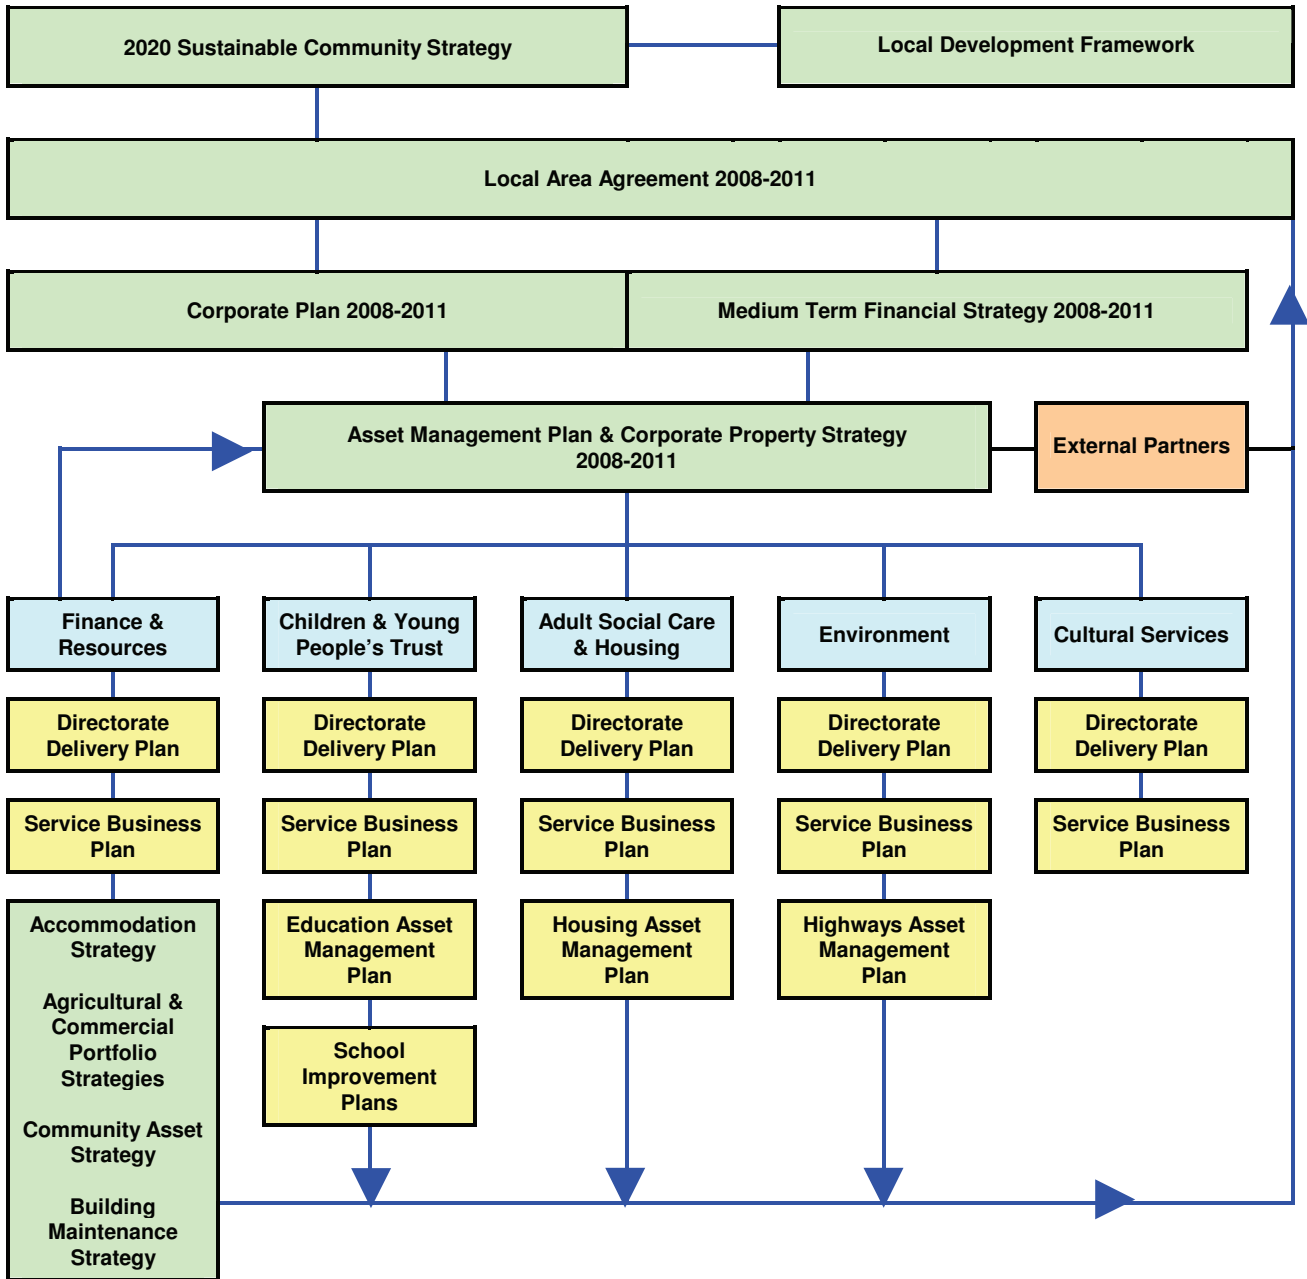 2020 Sustainable Community Strategy
Local Development Framework
Local Area Agreement 2008-2011
Corporate Plan 2008-2011
Medium Term Financial Strategy 2008-2011
Asset Management Plan & Corporate Property Strategy
2008-2011
External Partners
Finance &
Resources
Children & Young
People's Trust
Adult Social Care
& Housing
Environment
Cultural Services
Directorate
Delivery Plan
Directorate
Delivery Plan
Directorate
Delivery Plan
Directorate
Delivery Plan
Directorate
Delivery Plan
Service Business
Plan
Service Business
Plan
Service Business
Plan
Service Business
Plan
Service Business
Plan
Accommodation
Strategy
Agricultural &
Commercial
Portfolio
Strategies
Community Asset
Strategy
Building
Maintenance
Strategy
Education Asset
Management
Plan
Housing Asset
Management
Plan
Highways Asset
Management
Plan
School
Improvement
Plans